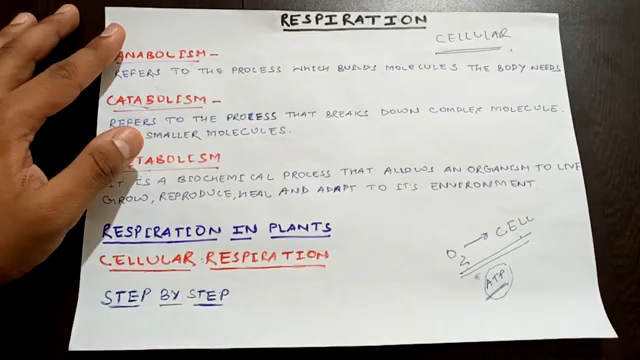 RESPIRATION
CELLULAR
ANABOLISM-
REFERS TO THE PROCESS WHICH BUILDS MOLECULES THE BODY NEEDS
CATABOLISM-
REFERS TO THE PROCESS THAT BREAKS DOWN COMPLEX MOLECULE.
SMALLER MOLECULES.
TABOLISM
IT IS A BIOCHEMICAL PROCESS THAT ALLOWS AN ORGANISM TO LIVE
GROW, REPRODUCE, HEAL AND ADAPT TO ITS ENVIRONMENT.
RESPIRATION IN PLANTS
CELLULAR RESPIRATION
O2 → CELL
ATP
STEP BY STEP